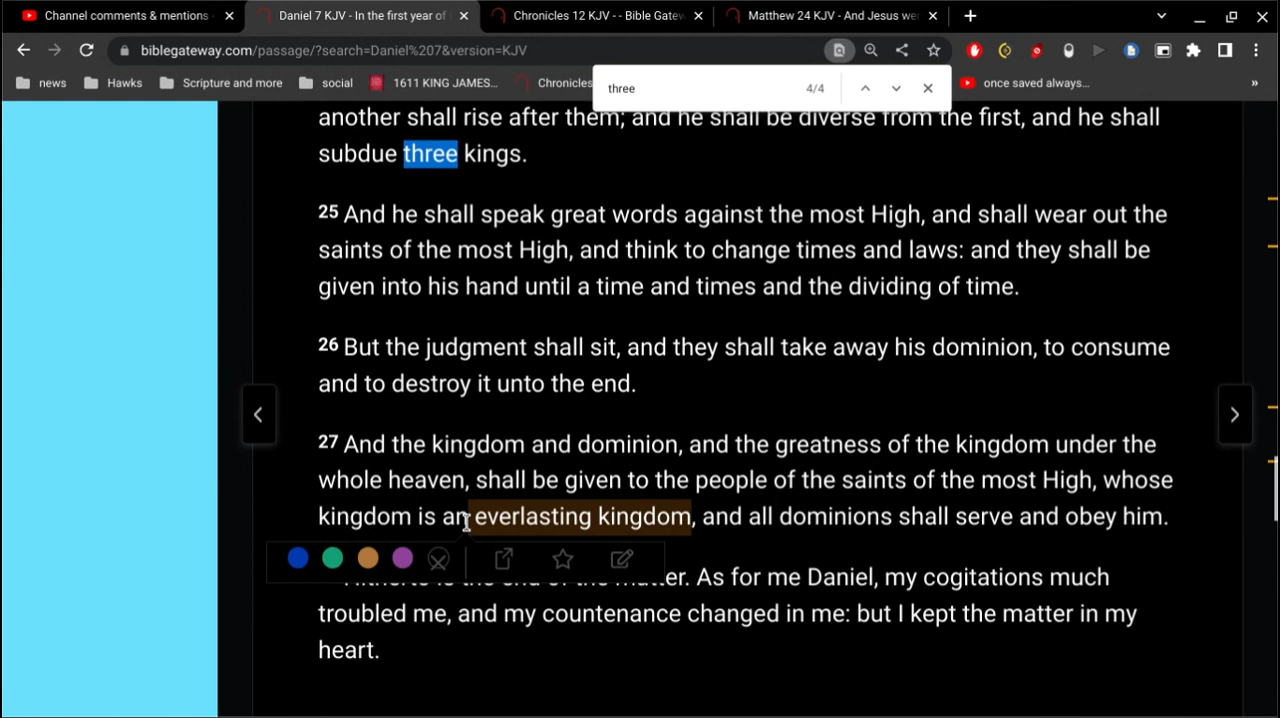 Channel comments & mentions
Daniel 7 KJV - In the first year of
Chronicles 12 KJV - - Bible Gatew
Matthew 24 KJV - And Jesus we
biblegateway.com/passage/?search=Daniel%207&version=KJV
news
Hawks
Scripture and more
social
1611 KING JAMES...
Chronicles
once saved always...
»
three
4/4
another shall rise after them; and he shall be diverse from the first, and he shall
subdue three kings.
25 And he shall speak great words against the most High, and shall wear out the
saints of the most High, and think to change times and laws: and they shall be
given into his hand until a time and times and the dividing of time.
26 But the judgment shall sit, and they shall take away his dominion, to consume
and to destroy it unto the end.
27 And the kingdom and dominion, and the greatness of the kingdom under the
whole heaven, shall be given to the people of the saints of the most High, whose
kingdom is an everlasting kingdom, and all dominions shall serve and obey him.
Hitherto is the end of the matter. As for me Daniel, my cogitations much
troubled me, and my countenance changed in me: but I kept the matter in my
heart.